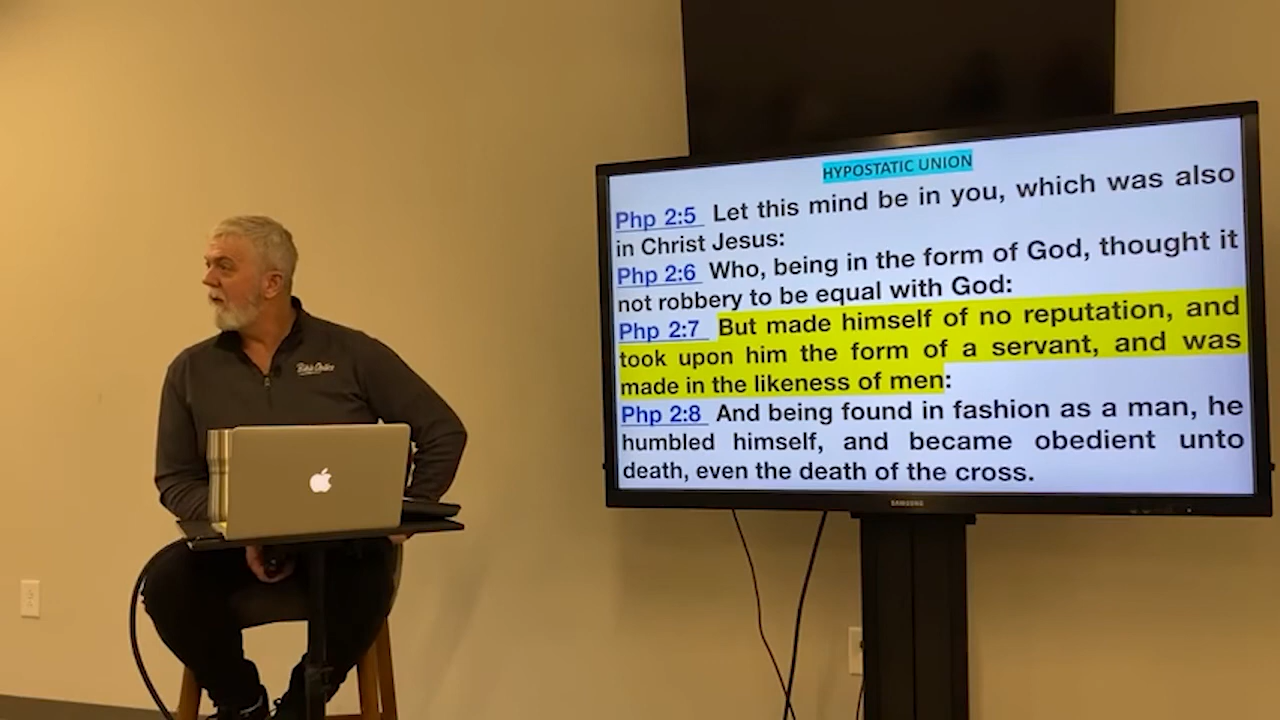 HYPOSTATIC UNION
Php 2:5 Let this mind be in you, which was also
in Christ Jesus:
Php 2:6 Who, being in the form of God, thought it
not robbery to be equal with God:
Php 2:7 But made himself of no reputation, and
took upon him the form of a servant, and was
made in the likeness of men:
Php 2:8 And being found in fashion as a man, he
humbled himself, and became obedient unto
death, even the death of the cross.
SAMSUNG